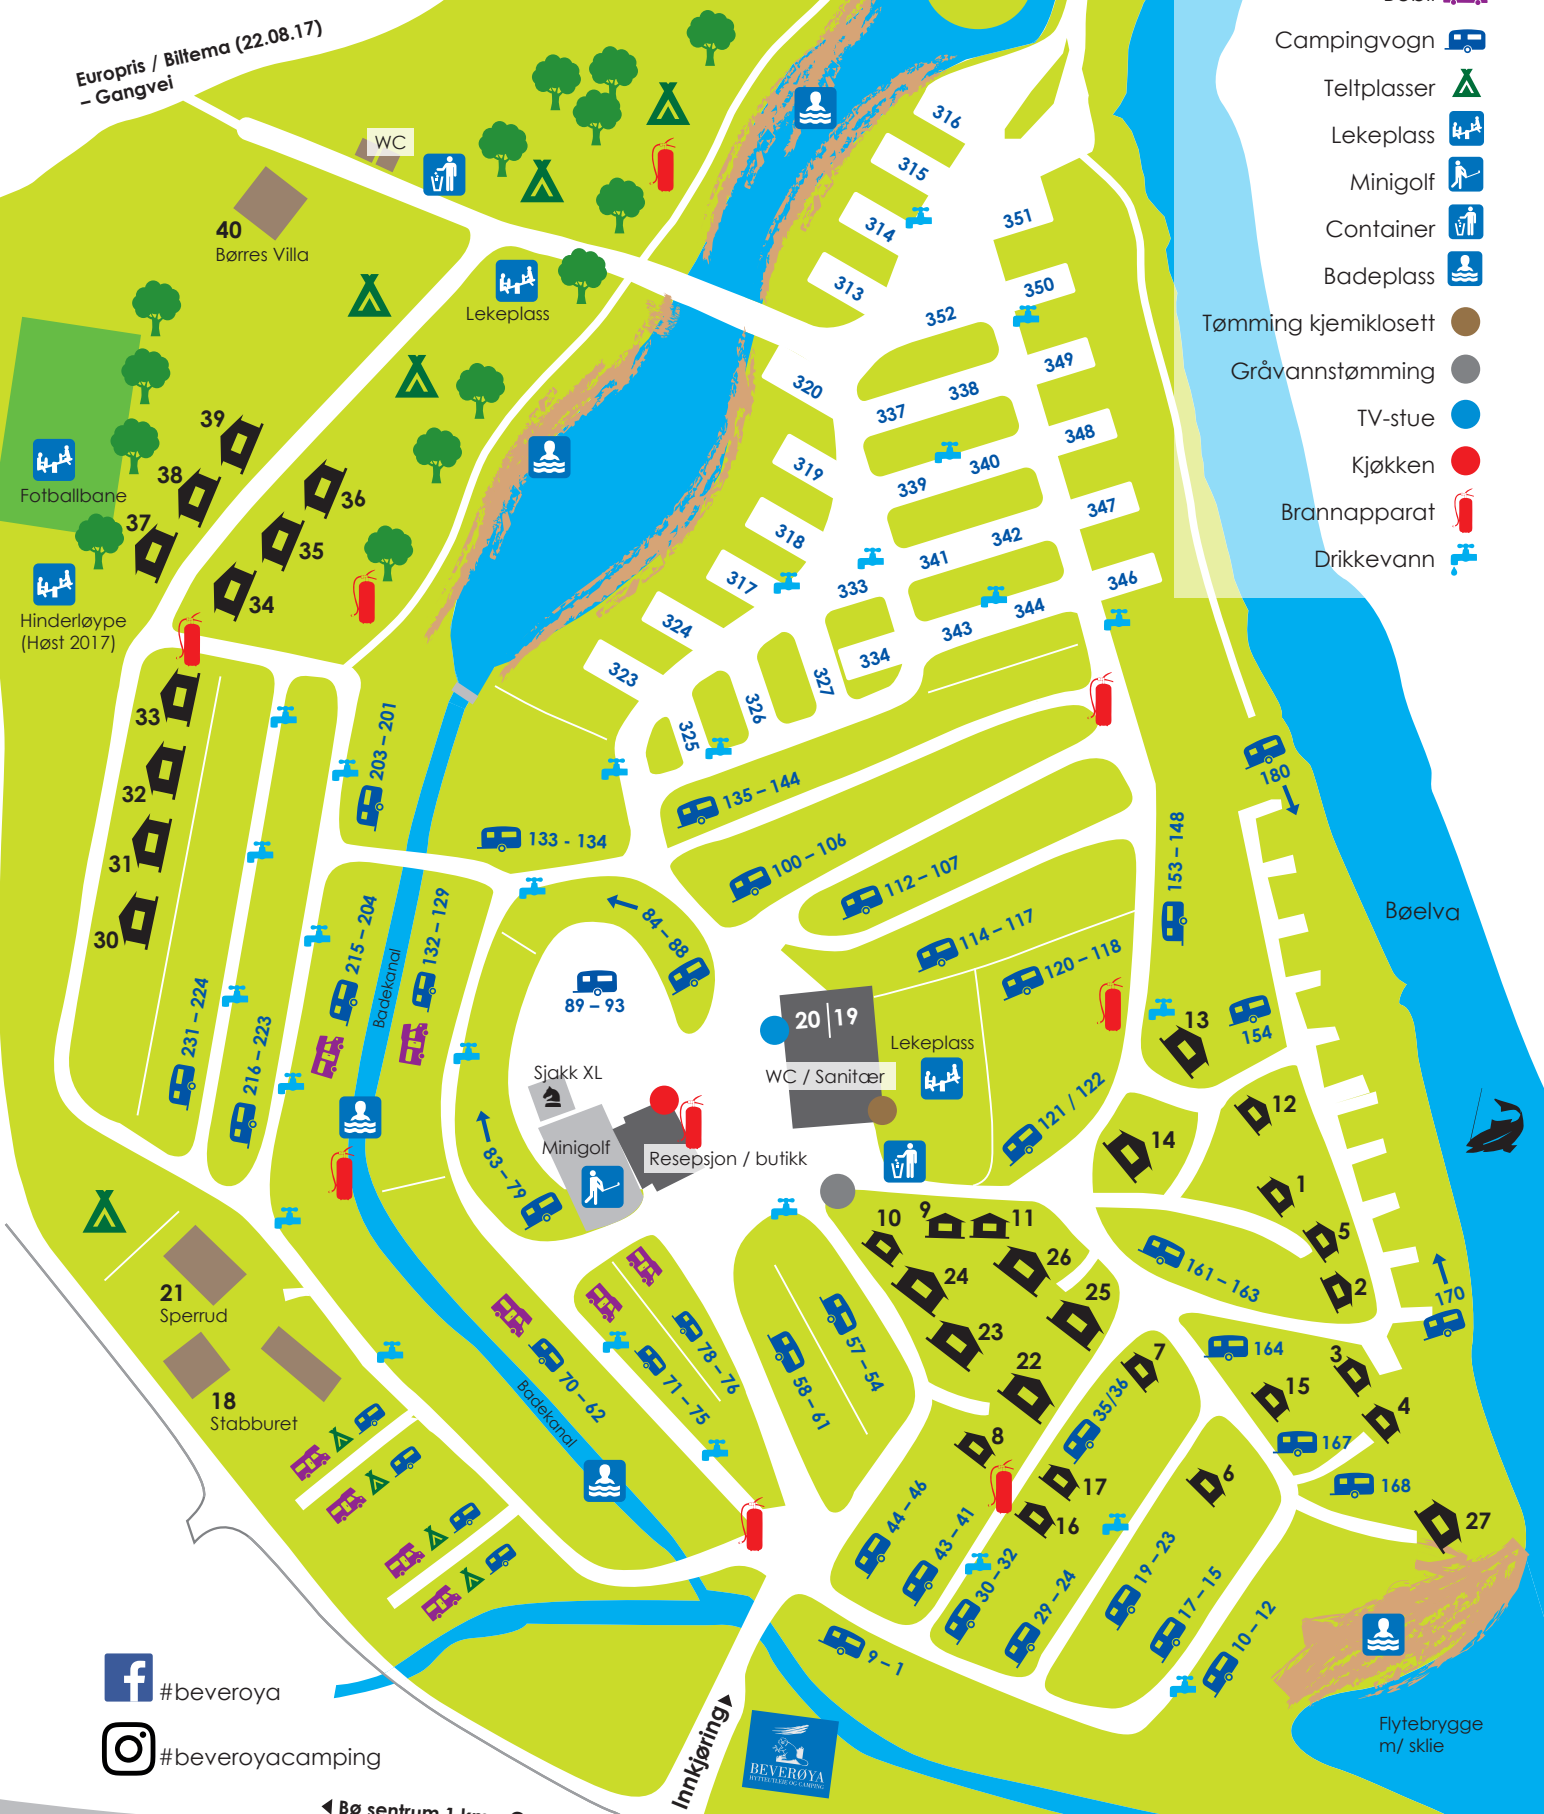 Europris / Biltema (22.08.17)
– Gangvei
Campingvogn
Teltplasser
Lekeplass
Minigolf
Container
Badeplass
Tømming kjemiklosett
Gråvannstømming
TV-stue
Kjøkken
Brannapparat
Drikkevann
WC
40
Børres Villa
Lekeplass
316
315
314
313
351
350
352
349
320
338
337
348
319
340
339
347
318
342
341
317
333
346
324
344
343
334
323
327
326
325
39
38
36
37
35
34
Fotballbane
Hinderløype
(Høst 2017)
33
32
31
30
203 – 201
133 - 134
135 – 144
100 – 106
112 – 107
153 – 148
180
Bøelva
114 – 117
120 – 118
84 – 88
89 – 93
132 – 129
215 – 204
Badekanal
231 – 224
216 – 223
20 | 19
WC / Sanitær
Lekeplass
13
154
Sjakk XL
Minigolf
Resepsjon / butikk
121 / 122
83 – 79
12
14
1
5
2
161 – 163
170
10
9
11
26
24
25
23
22
21
Sperrud
18
Stabburet
70 – 62
Badekanal
78 – 76
71 – 75
57 – 54
58 – 61
7
35/36
164
3
15
4
167
168
8
17
16
6
27
44 – 46
43 – 41
30 – 32
29 – 24
19 – 23
17 – 15
10 – 12
9 – 1
Flytebrygge
m/ sklie
#beveroya
#beveroyacamping
Innkjøring
BEVERØYA
HYTTEUTLEIE OG CAMPING